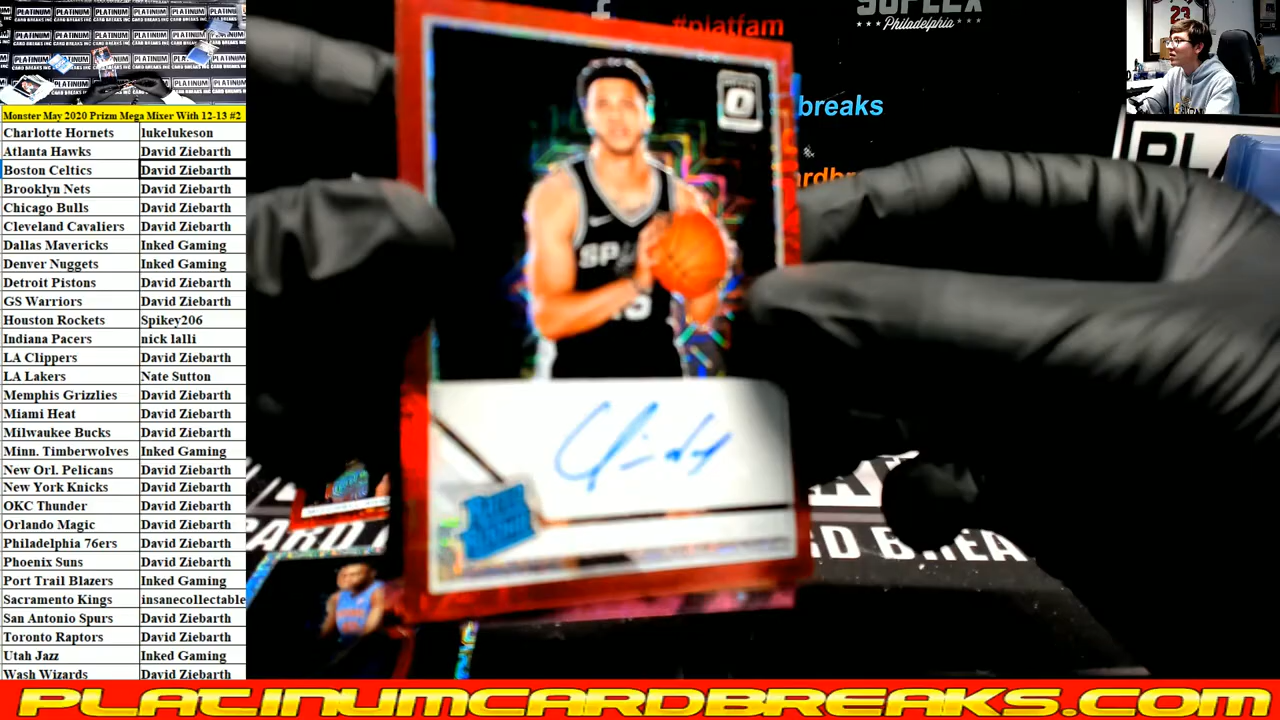 Monster May 2020 Prizm Mega Mixer With 12-13 #2
Charlotte Hornets lukelukeson
Atlanta Hawks David Ziebarth
Boston Celtics David Ziebarth
Brooklyn Nets David Ziebarth
Chicago Bulls David Ziebarth
Cleveland Cavaliers David Ziebarth
Dallas Mavericks Inked Gaming
Denver Nuggets Inked Gaming
Detroit Pistons David Ziebarth
GS Warriors David Ziebarth
Houston Rockets Spikey206
Indiana Pacers nick lalli
LA Clippers David Ziebarth
LA Lakers Nate Sutton
Memphis Grizzlies David Ziebarth
Miami Heat David Ziebarth
Milwaukee Bucks David Ziebarth
Minn. Timberwolves Inked Gaming
New Orl. Pelicans David Ziebarth
New York Knicks David Ziebarth
OKC Thunder David Ziebarth
Orlando Magic David Ziebarth
Philadelphia 76ers David Ziebarth
Phoenix Suns David Ziebarth
Port Trail Blazers Inked Gaming
Sacramento Kings insanecollectable
San Antonio Spurs David Ziebarth
Toronto Raptors David Ziebarth
Utah Jazz Inked Gaming
Wash Wizards David Ziebarth
#platfam
Philadelphia
breaks
23
PLATINUMCARDBREAKS.COM